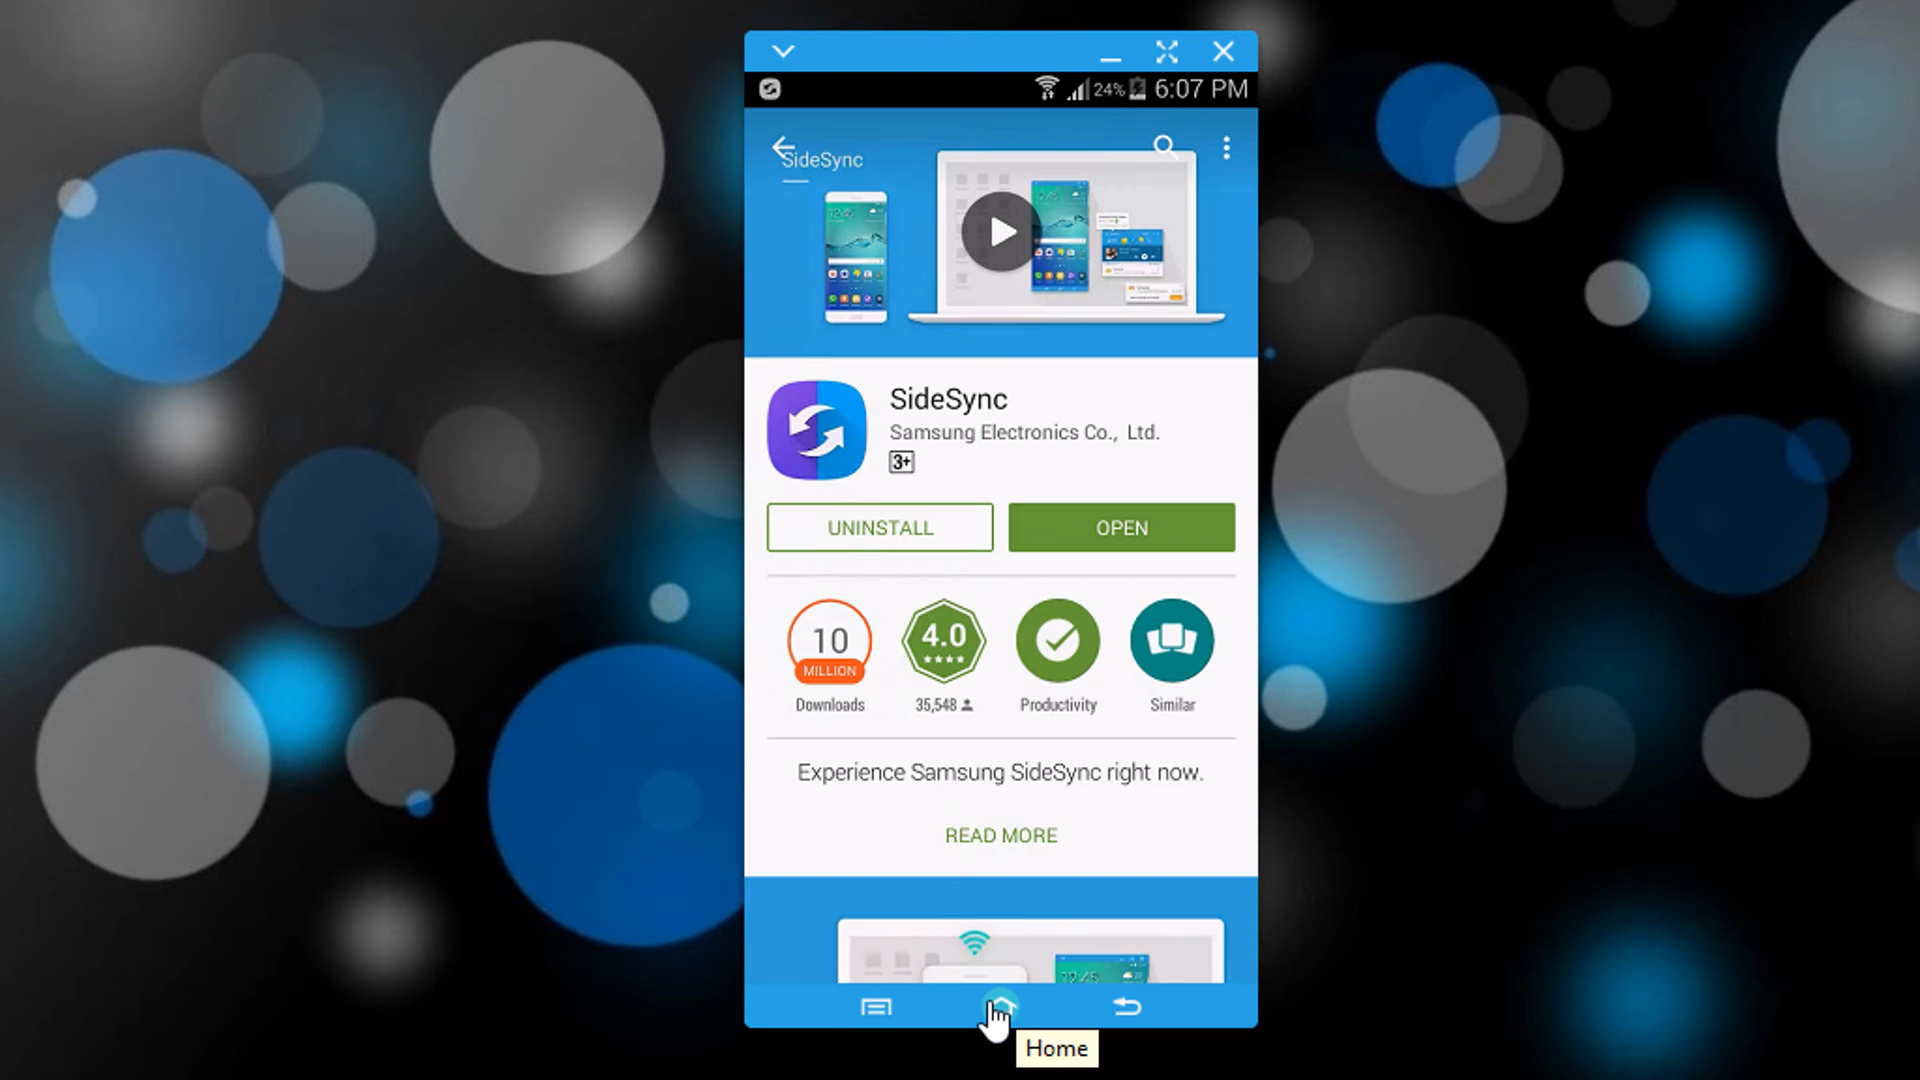 24% 6:07 PM
SideSync
SideSync
Samsung Electronics Co., Ltd.
3+
UNINSTALL
OPEN
10
MILLION
4.0
Downloads
35,548
Productivity
Similar
Experience Samsung SideSync right now.
READ MORE
Home